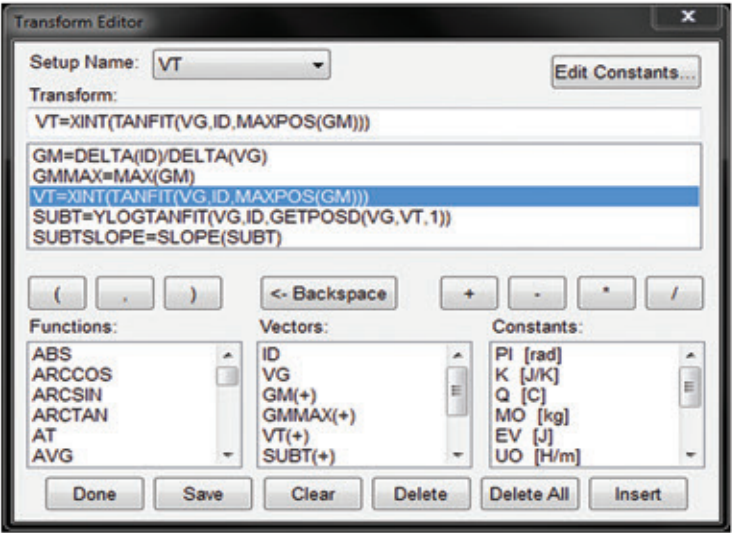 Transform Editor
x
Setup Name: VT
Edit Constants...
Transform:
VT=XINT(TANFIT(VG,ID,MAXPOS(GM)))
GM=DELTA(ID)/DELTA(VG)
GMMAX=MAX(GM)
VT=XINT(TANFIT(VG,ID,MAXPOS(GM)))
SUBT=YLOGTANFIT(VG,ID,GETPOSD(VG,VT,1))
SUBTSLOPE=SLOPE(SUBT)
( , ) <- Backspace + - * /
Functions: Vectors: Constants:
ABS ID PI [rad]
ARCCOS VG K [J/K]
ARCSIN GM(+) Q [C]
ARCTAN GMMAX(+) MO [kg]
AT VT(+) EV [J]
AVG SUBT(+) UO [H/m]
Done Save Clear Delete Delete All Insert